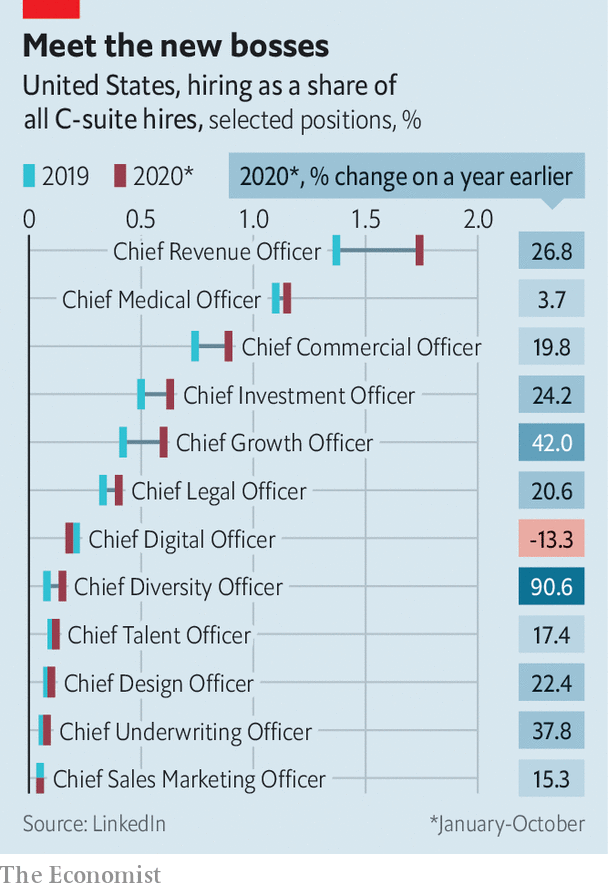 Meet the new bosses
United States, hiring as a share of
all C-suite hires, selected positions, %
2019 2020* 2020*, % change on a year earlier
0 0.5 1.0 1.5 2.0
Chief Revenue Officer 26.8
Chief Medical Officer 3.7
Chief Commercial Officer 19.8
Chief Investment Officer 24.2
Chief Growth Officer 42.0
Chief Legal Officer 20.6
Chief Digital Officer -13.3
Chief Diversity Officer 90.6
Chief Talent Officer 17.4
Chief Design Officer 22.4
Chief Underwriting Officer 37.8
Chief Sales Marketing Officer 15.3
Source: LinkedIn *January-October
The Economist